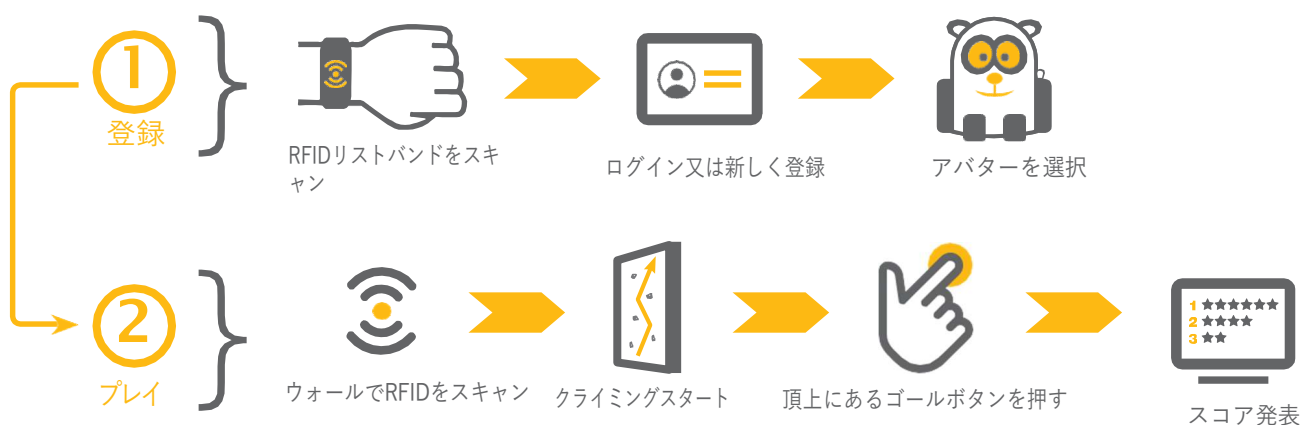 1
登録
RFIDリストバンドをスキ
ャン
ログイン又は新しく登録
アバターを選択
2
プレイ
ウォールでRFIDをスキャン
クライミングスタート
頂上にあるゴールボタンを押す
1 ★★★★★★
2 ★★★★
3 ★★
スコア発表